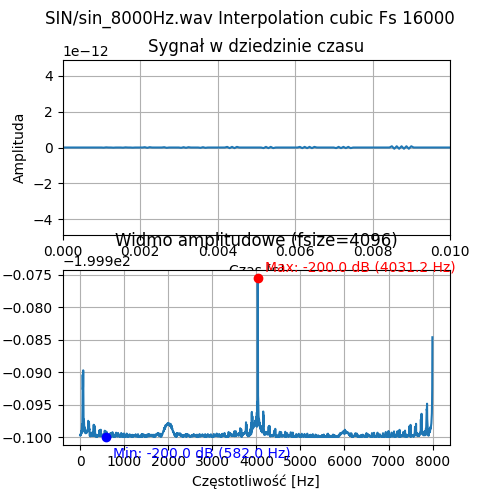 SIN/sin_8000Hz.wav Interpolation cubic Fs 16000
Sygnał w dziedzinie czasu
1e−12
4
2
0
−2
−4
Amplituda
0.000 0.002 0.004 0.006 0.008 0.010
Widmo amplitudowe (fsize=4096)
−1.999e2
Max: -200.0 dB (4031.2 Hz)
−0.075
−0.080
−0.085
−0.090
−0.095
−0.100
Min: -200.0 dB (582.0 Hz)
0 1000 2000 3000 4000 5000 6000 7000 8000
Częstotliwość [Hz]